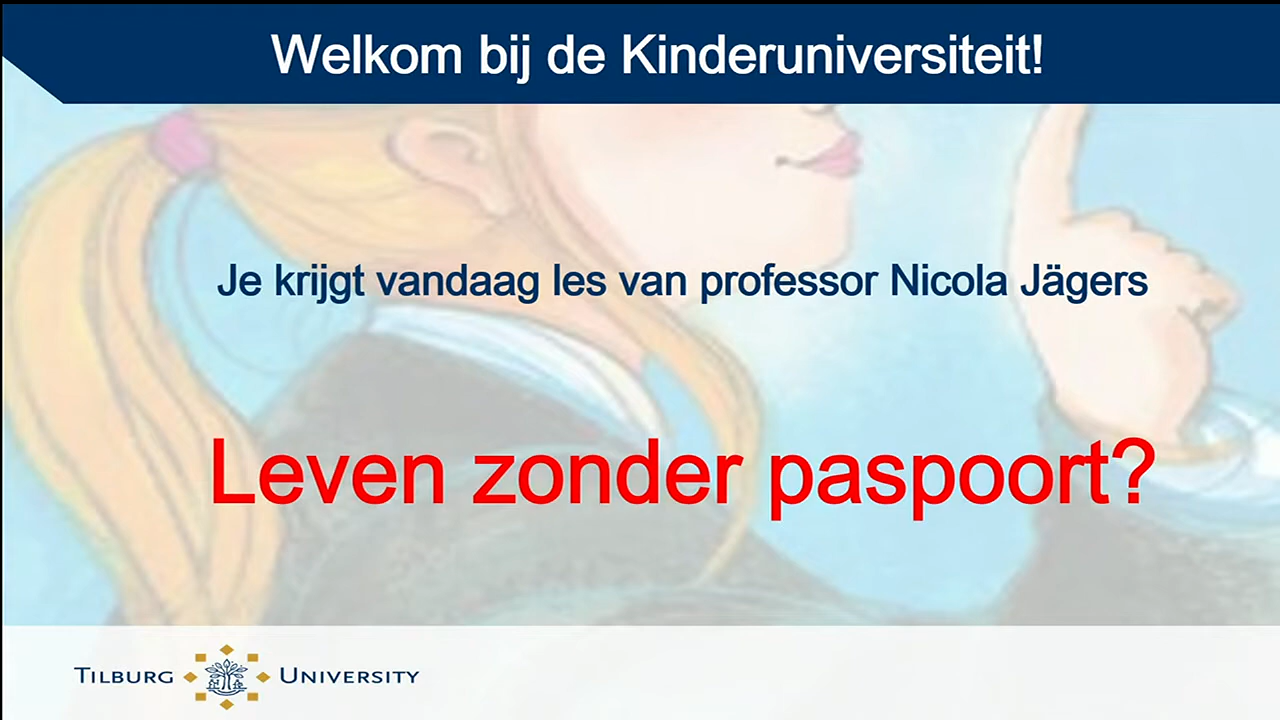 Welkom bij de Kinderuniversiteit!
Je krijgt vandaag les van professor Nicola Jägers
Leven zonder paspoort?
TILBURG UNIVERSITY